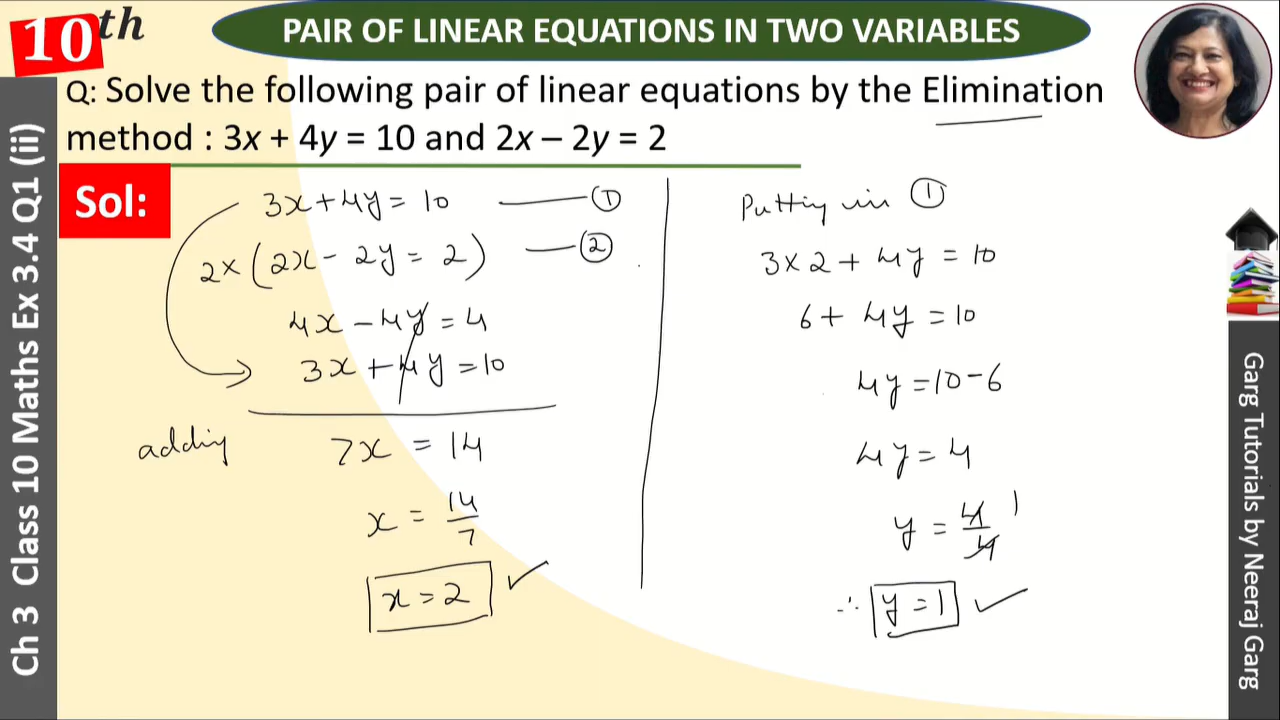 10th
PAIR OF LINEAR EQUATIONS IN TWO VARIABLES
Q: Solve the following pair of linear equations by the Elimination
method : 3x + 4y = 10 and 2x – 2y = 2
Sol:
3x + 4y = 10 —— ①
2× (2x - 2y = 2) —— ②
4x - 4y = 4
3x + 4y = 10
adding 7x = 14
x = 14/7
x = 2 ✓
Putting in ①
3 × 2 + 4y = 10
6 + 4y = 10
4y = 10 - 6
4y = 4
y = 4/4 1
∴ y = 1 ✓
Ch 3 Class 10 Maths Ex 3.4 Q1 (ii)
Garg Tutorials by Neeraj Garg